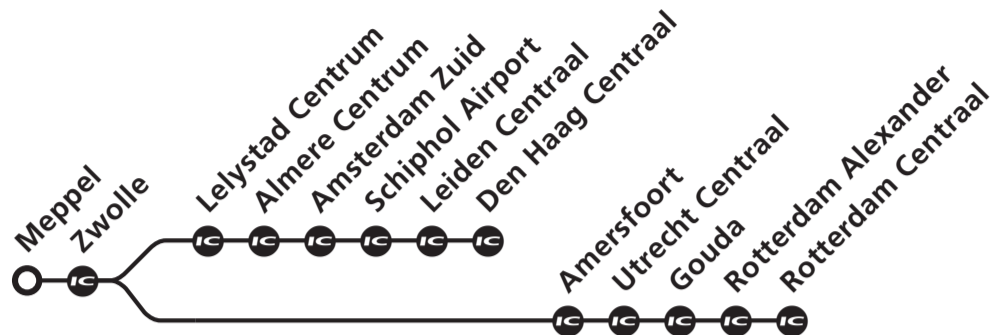 Meppel
Zwolle
Lelystad Centrum
Almere Centrum
Amsterdam Zuid
Schiphol Airport
Leiden Centraal
Den Haag Centraal
Amersfoort
Utrecht Centraal
Gouda
Rotterdam Alexander
Rotterdam Centraal
IC
IC
IC
IC
IC
IC
IC
IC
IC
IC
IC
IC